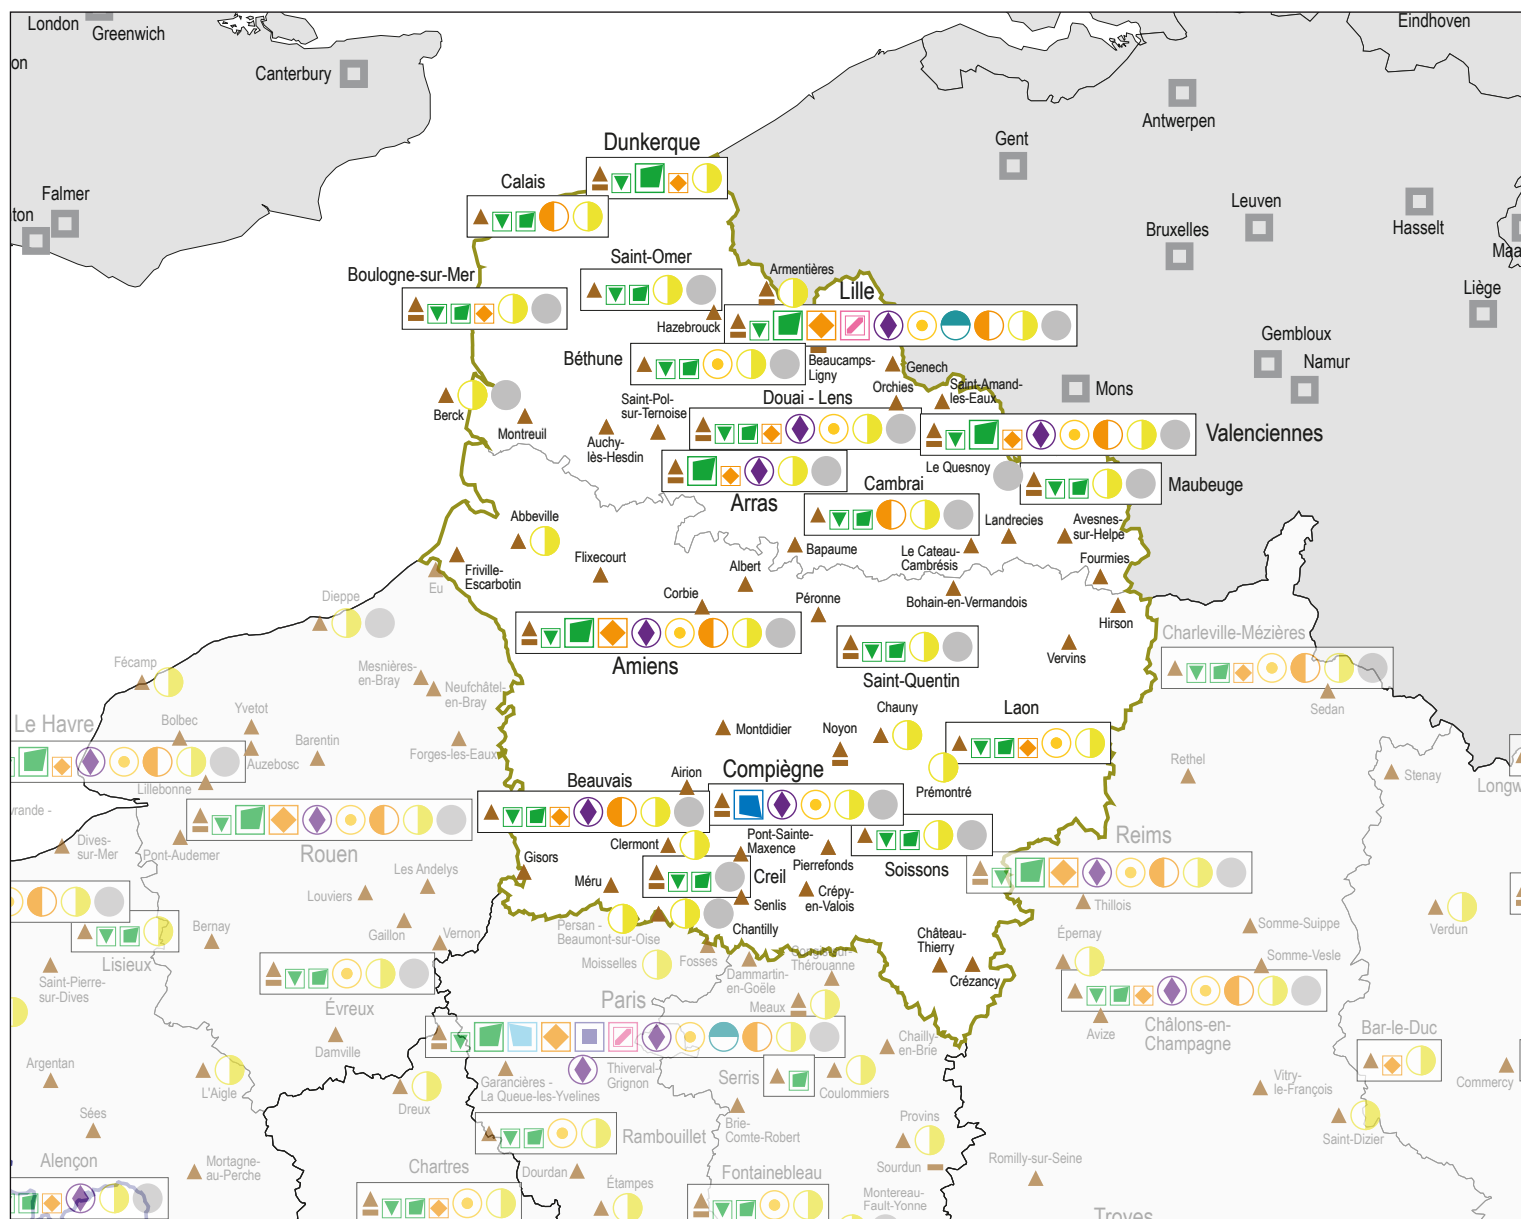 London
Greenwich
on
Canterbury
Eindhoven
Antwerpen
Gent
Dunkerque
Calais
Falmer
ton
Leuven
Hasselt
Bruxelles
Maa
Saint-Omer
Armentières
Boulogne-sur-Mer
Lille
Liège
Hazebrouck
Gembloux
Namur
Béthune
Beaucamps-
Ligny
Genech
Orchies
Saint-Amand-
les-Eaux
Mons
Berck
Montreuil
Saint-Pol-
sur-Ternoise
Douai - Lens
Auchy-
lès-Hesdin
Valenciennes
Le Quesnoy
Arras
Cambrai
Maubeuge
Abbeville
Landrecies
Avesnes-
sur-Helpe
Bapaume
Le Cateau-
Cambrésis
Flixecourt
Friville-
Escarbotin
Fourmies
Eu
Albert
Corbie
Péronne
Bohain-en-Vermandois
Dieppe
Hirson
Charleville-Mézières
Amiens
Vervins
Fécamp
Mesnières-
en-Bray
Neufchâtel-
en-Bray
Saint-Quentin
Sedan
Le Havre
Bolbec
Yvetot
Chauny
Laon
Montdidier
Noyon
Barentin
Forges-les-Eaux
Auzebosc
Lillebonne
Rethel
Stenay
Longw
Beauvais
Airion
Compiègne
Prémontré
vrande -
Dives-
sur-Mer
Pont-Audemer
Rouen
Clermont
Pont-Sainte-
Maxence
Pierrefonds
Reims
Gisors
Les Andelys
Louviers
Méru
Creil
Soissons
Senlis
Crépy-
en-Valois
Thillois
Gaillon
Vernon
Bernay
Persan -
Beaumont-sur-Oise
Chantilly
Château-
Thierry
Épernay
Somme-Suippe
Verdun
Somme-Vesle
Lisieux
Saint-Pierre-
sur-Dives
Moisselles
Fosses
Dammartin-
en-Goële
Congis-sur-
Thérouanne
Crézancy
Évreux
Paris
Meaux
Avize
Châlons-en-
Champagne
Bar-le-Duc
Damville
Chailly-
en-Brie
Argentan
L'Aigle
Garancières -
La Queue-les-Yvelines
Thiverval-
Grignon
Serris
Coulommiers
Vitry-
le-François
Commercy
Dreux
Sées
Brie-
Comte-Robert
Provins
Rambouillet
Saint-Dizier
Alençon
Mortagne-
au-Perche
Chartres
Dourdan
Fontainebleau
Sourdun
Romilly-sur-Seine
Étampes
Montereau-
Fault-Yonne
Troyes